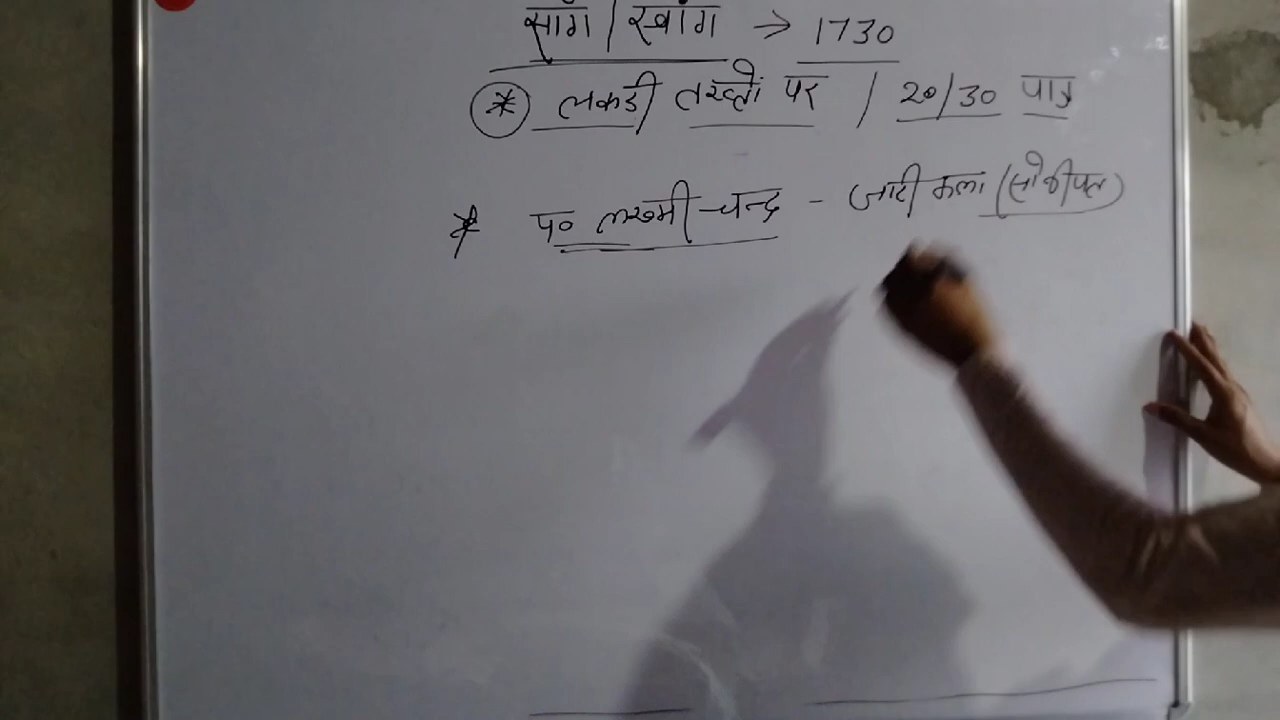 सांग / स्वांग → 1730
* लकडी तख्तों पर / 20/30 पात्र
* प० लख्मी चन्द्र - जाटी कला (सोनीपत)